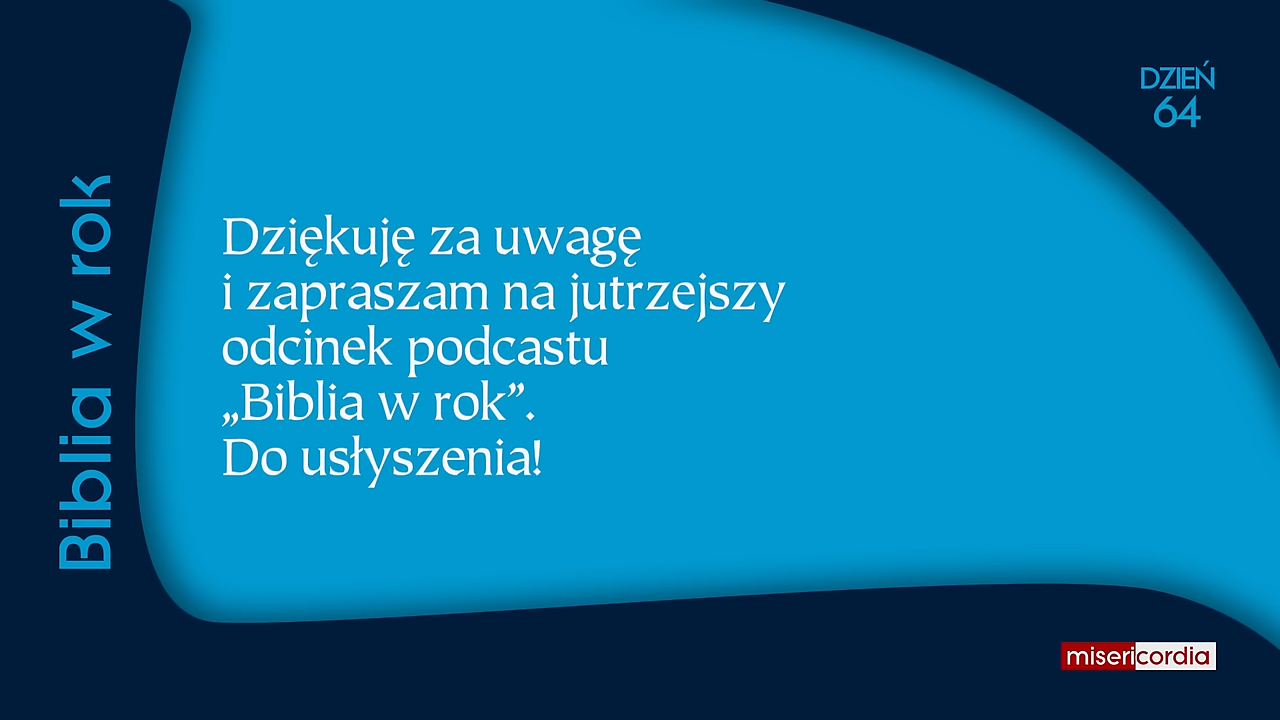 Biblia w rok
DZIEŃ
64
Dziękuję za uwagę
i zapraszam na jutrzejszy
odcinek podcastu
„Biblia w rok”.
Do usłyszenia!
misericordia